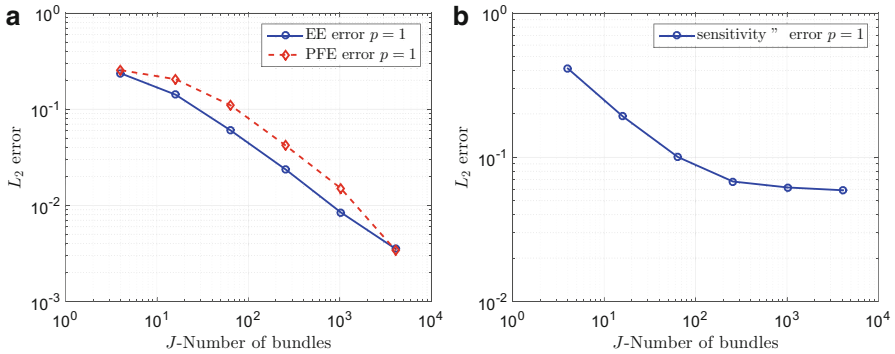 a
EE error p = 1
PFE error p = 1
10^0
10^-1
10^-2
10^-3
L_2 error
10^0
10^1
10^2
10^3
10^4
J-Number of bundles
b
sensitivity ” error p = 1
10^0
10^-1
10^-2
L_2 error
10^0
10^1
10^2
10^3
10^4
J-Number of bundles